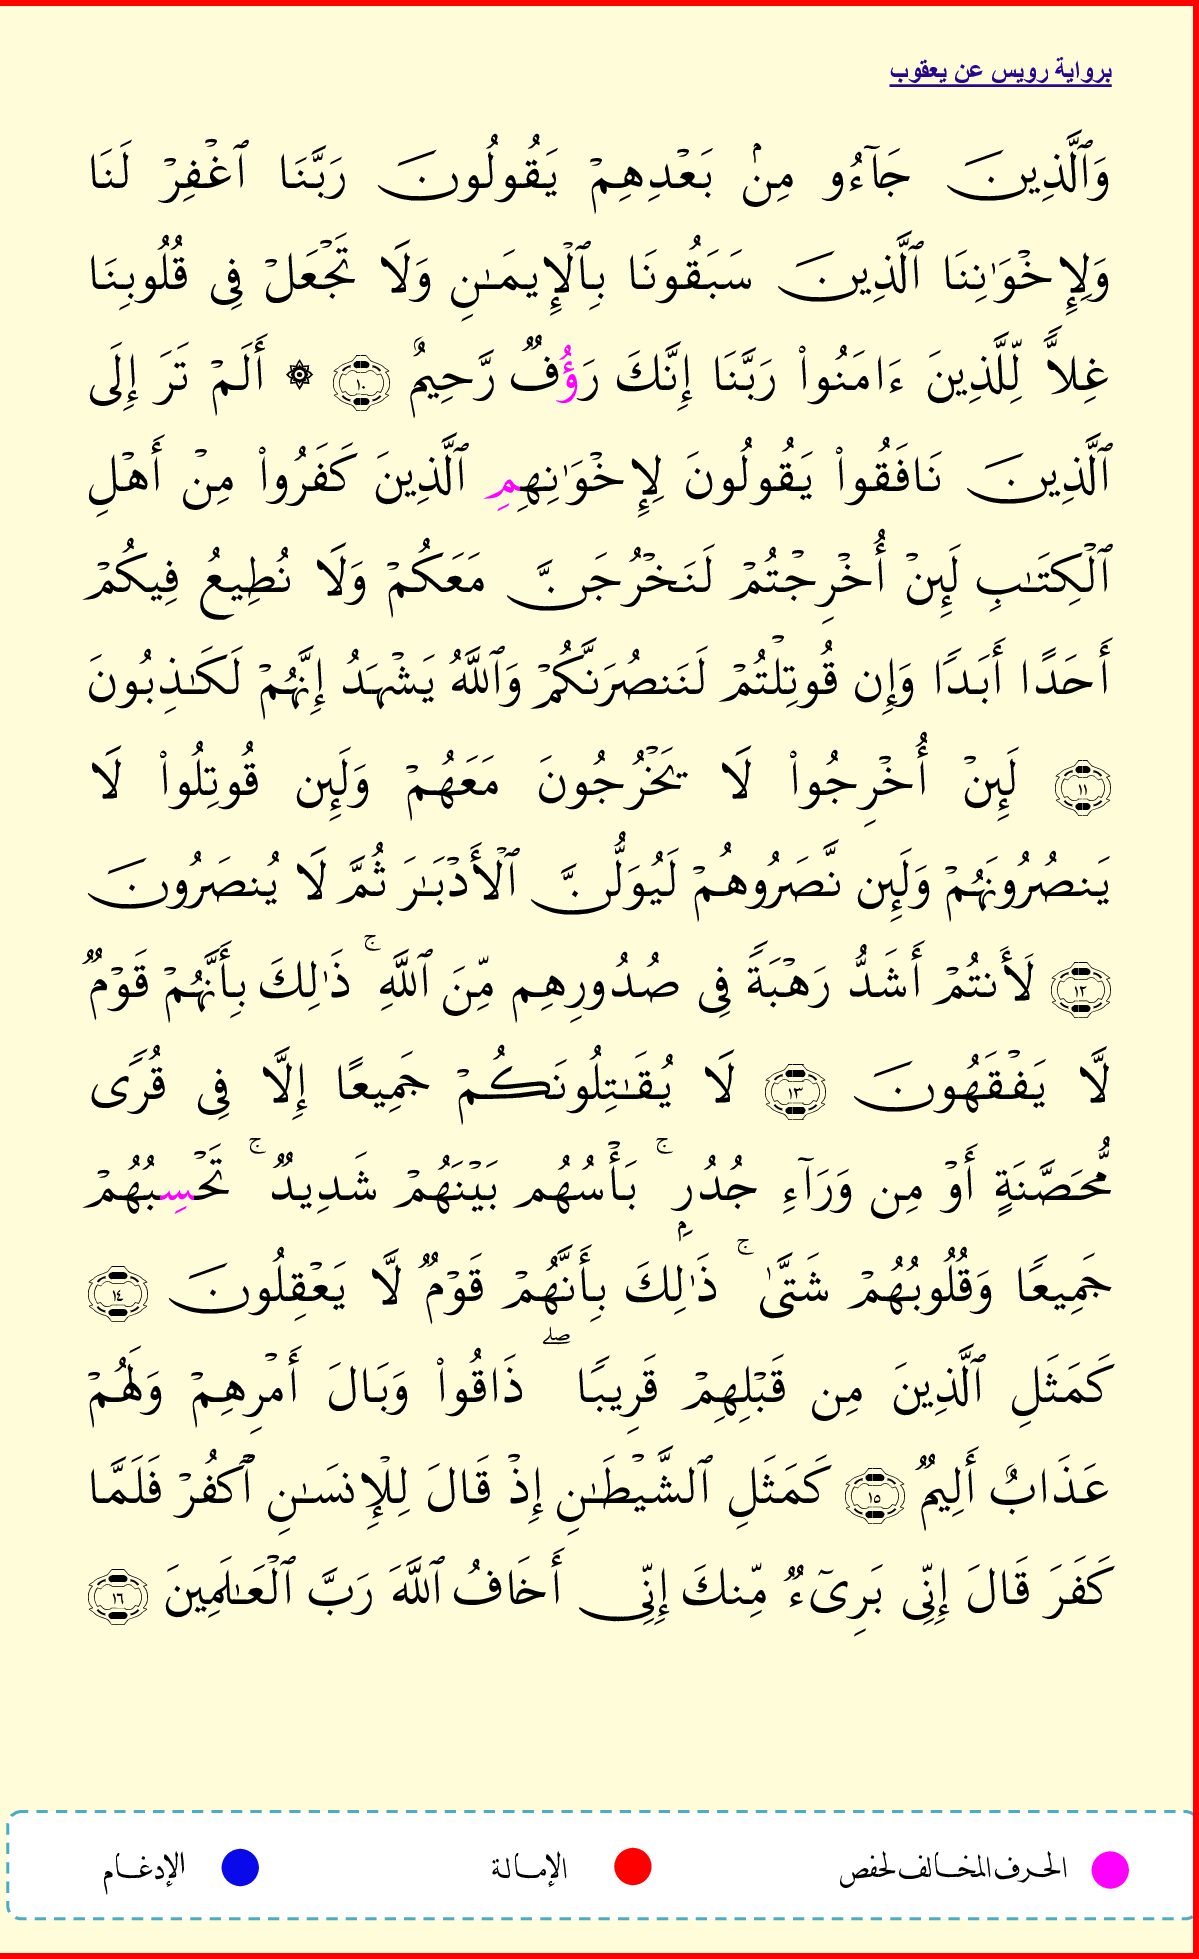 برواية رويس عن يعقوب
وَٱلَّذِينَ جَآءُو مِنۢ بَعْدِهِمْ يَقُولُونَ رَبَّنَا ٱغْفِرْ لَنَا
وَلِإِخْوَٰنِنَا ٱلَّذِينَ سَبَقُونَا بِٱلْإِيمَـٰنِ وَلَا تَجْعَلْ فِى قُلُوبِنَا
غِلًّا لِّلَّذِينَ ءَامَنُوا۟ رَبَّنَا إِنَّكَ رَؤُفٌ رَّحِيمٌ ١٠ ۞ أَلَمْ تَرَ إِلَى
ٱلَّذِينَ نَافَقُوا۟ يَقُولُونَ لِإِخْوَٰنِهِمِ ٱلَّذِينَ كَفَرُوا۟ مِنْ أَهْلِ
ٱلْكِتَـٰبِ لَئِنْ أُخْرِجْتُمْ لَنَخْرُجَنَّ مَعَكُمْ وَلَا نُطِيعُ فِيكُمْ
أَحَدًا أَبَدًا وَإِن قُوتِلْتُمْ لَنَنصُرَنَّكُمْ وَٱللَّهُ يَشْهَدُ إِنَّهُمْ لَكَـٰذِبُونَ
١١ لَئِنْ أُخْرِجُوا۟ لَا يَخْرُجُونَ مَعَهُمْ وَلَئِن قُوتِلُوا۟ لَا
يَنصُرُونَهُمْ وَلَئِن نَّصَرُوهُمْ لَيُوَلُّنَّ ٱلْأَدْبَـٰرَ ثُمَّ لَا يُنصَرُونَ
١٢ لَأَنتُمْ أَشَدُّ رَهْبَةً فِى صُدُورِهِم مِّنَ ٱللَّهِ ۚ ذَٰلِكَ بِأَنَّهُمْ قَوْمٌ
لَّا يَفْقَهُونَ ١٣ لَا يُقَـٰتِلُونَكُمْ جَمِيعًا إِلَّا فِى قُرًى
مُّحَصَّنَةٍ أَوْ مِن وَرَآءِ جُدُرٍۭ ۚ بَأْسُهُم بَيْنَهُمْ شَدِيدٌ ۚ تَحْسِبُهُمْ
جَمِيعًا وَقُلُوبُهُمْ شَتَّىٰ ۚ ذَٰلِكَ بِأَنَّهُمْ قَوْمٌ لَّا يَعْقِلُونَ ١٤
كَمَثَلِ ٱلَّذِينَ مِن قَبْلِهِمْ قَرِيبًا ۖ ذَاقُوا۟ وَبَالَ أَمْرِهِمْ وَلَهُمْ
عَذَابٌ أَلِيمٌ ١٥ كَمَثَلِ ٱلشَّيْطَـٰنِ إِذْ قَالَ لِلْإِنسَـٰنِ ٱكْفُرْ فَلَمَّا
كَفَرَ قَالَ إِنِّى بَرِىٓءٌ مِّنكَ إِنِّى أَخَافُ ٱللَّهَ رَبَّ ٱلْعَـٰلَمِينَ ١٦
الحرف المخالف لحفص الإمالة الإدغام